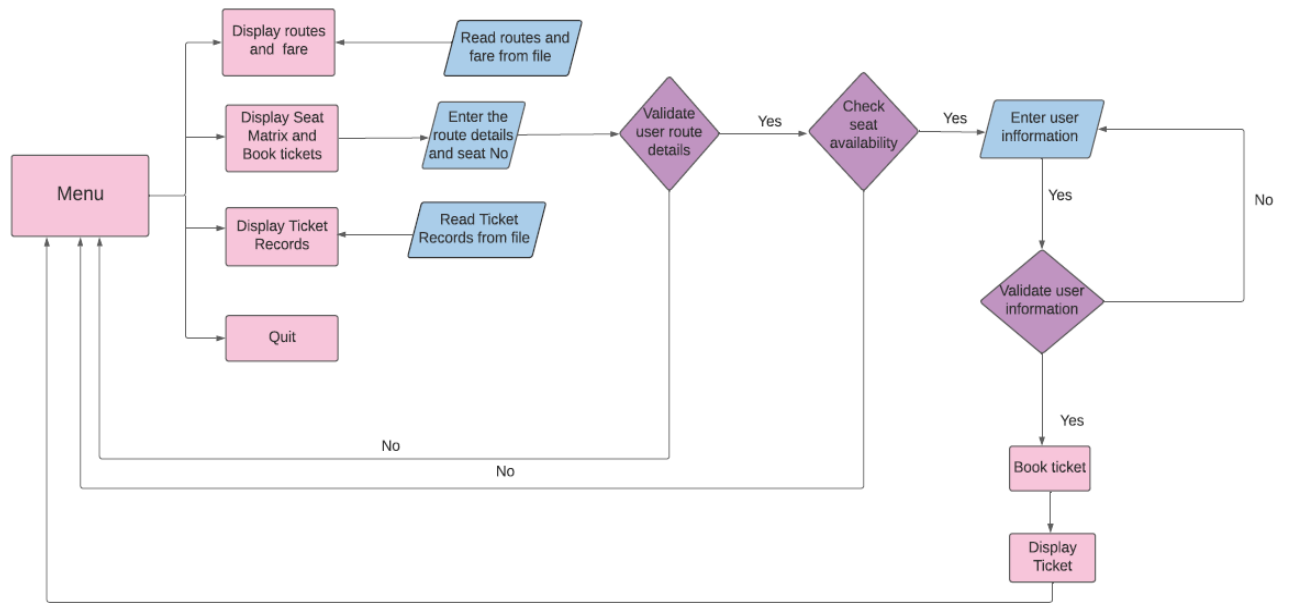 Display routes
and fare
Read routes and
fare from file
Display Seat
Matrix and
Book tickets
Enter the
route details
and seat No
Validate
user route
details
Yes
Check
seat
availability
Yes
Enter user
infformation
Menu
Yes
No
Display Ticket
Records
Read Ticket
Records from file
Validate user
information
Quit
No
Yes
No
Book ticket
Display
Ticket